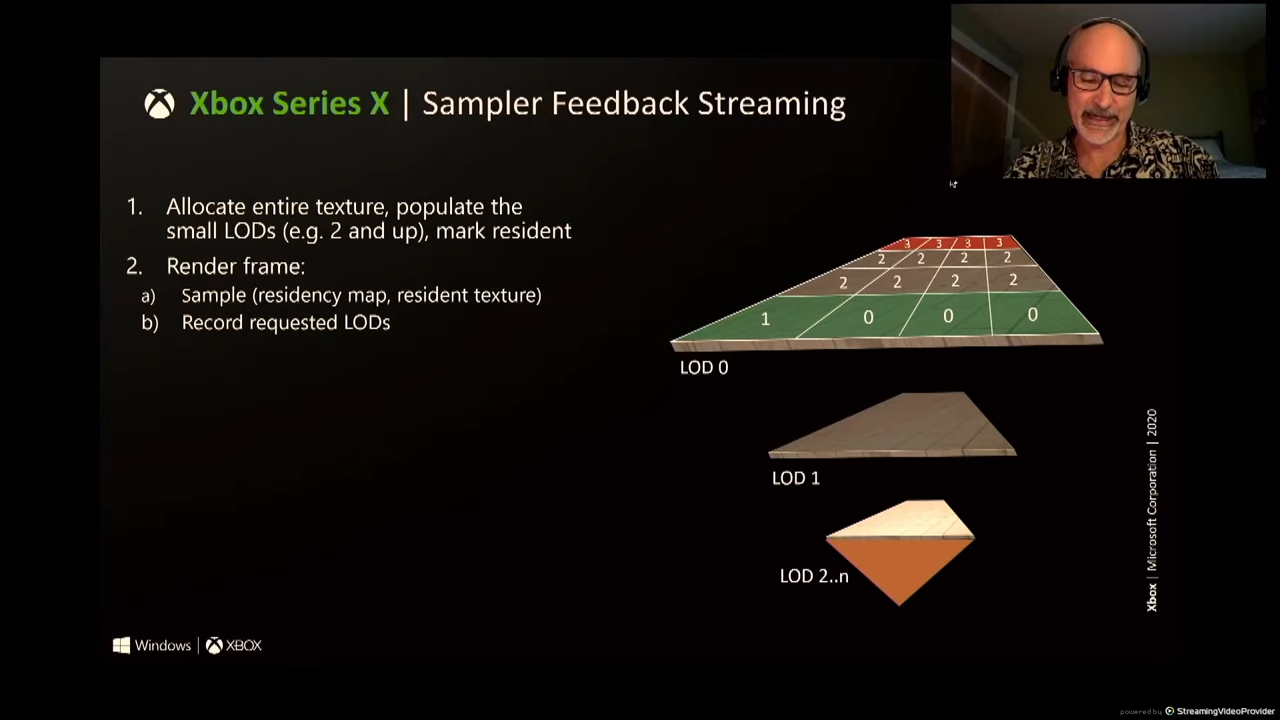 Xbox Series X | Sampler Feedback Streaming
1. Allocate entire texture, populate the
small LODs (e.g. 2 and up), mark resident
2. Render frame:
a) Sample (residency map, resident texture)
b) Record requested LODs
3 3 3 3
2 2 2 2
2 2 2 2
1 0 0 0
LOD 0
LOD 1
LOD 2..n
Xbox | Microsoft Corporation | 2020
Windows | XBOX
powered by StreamingVideoProvider